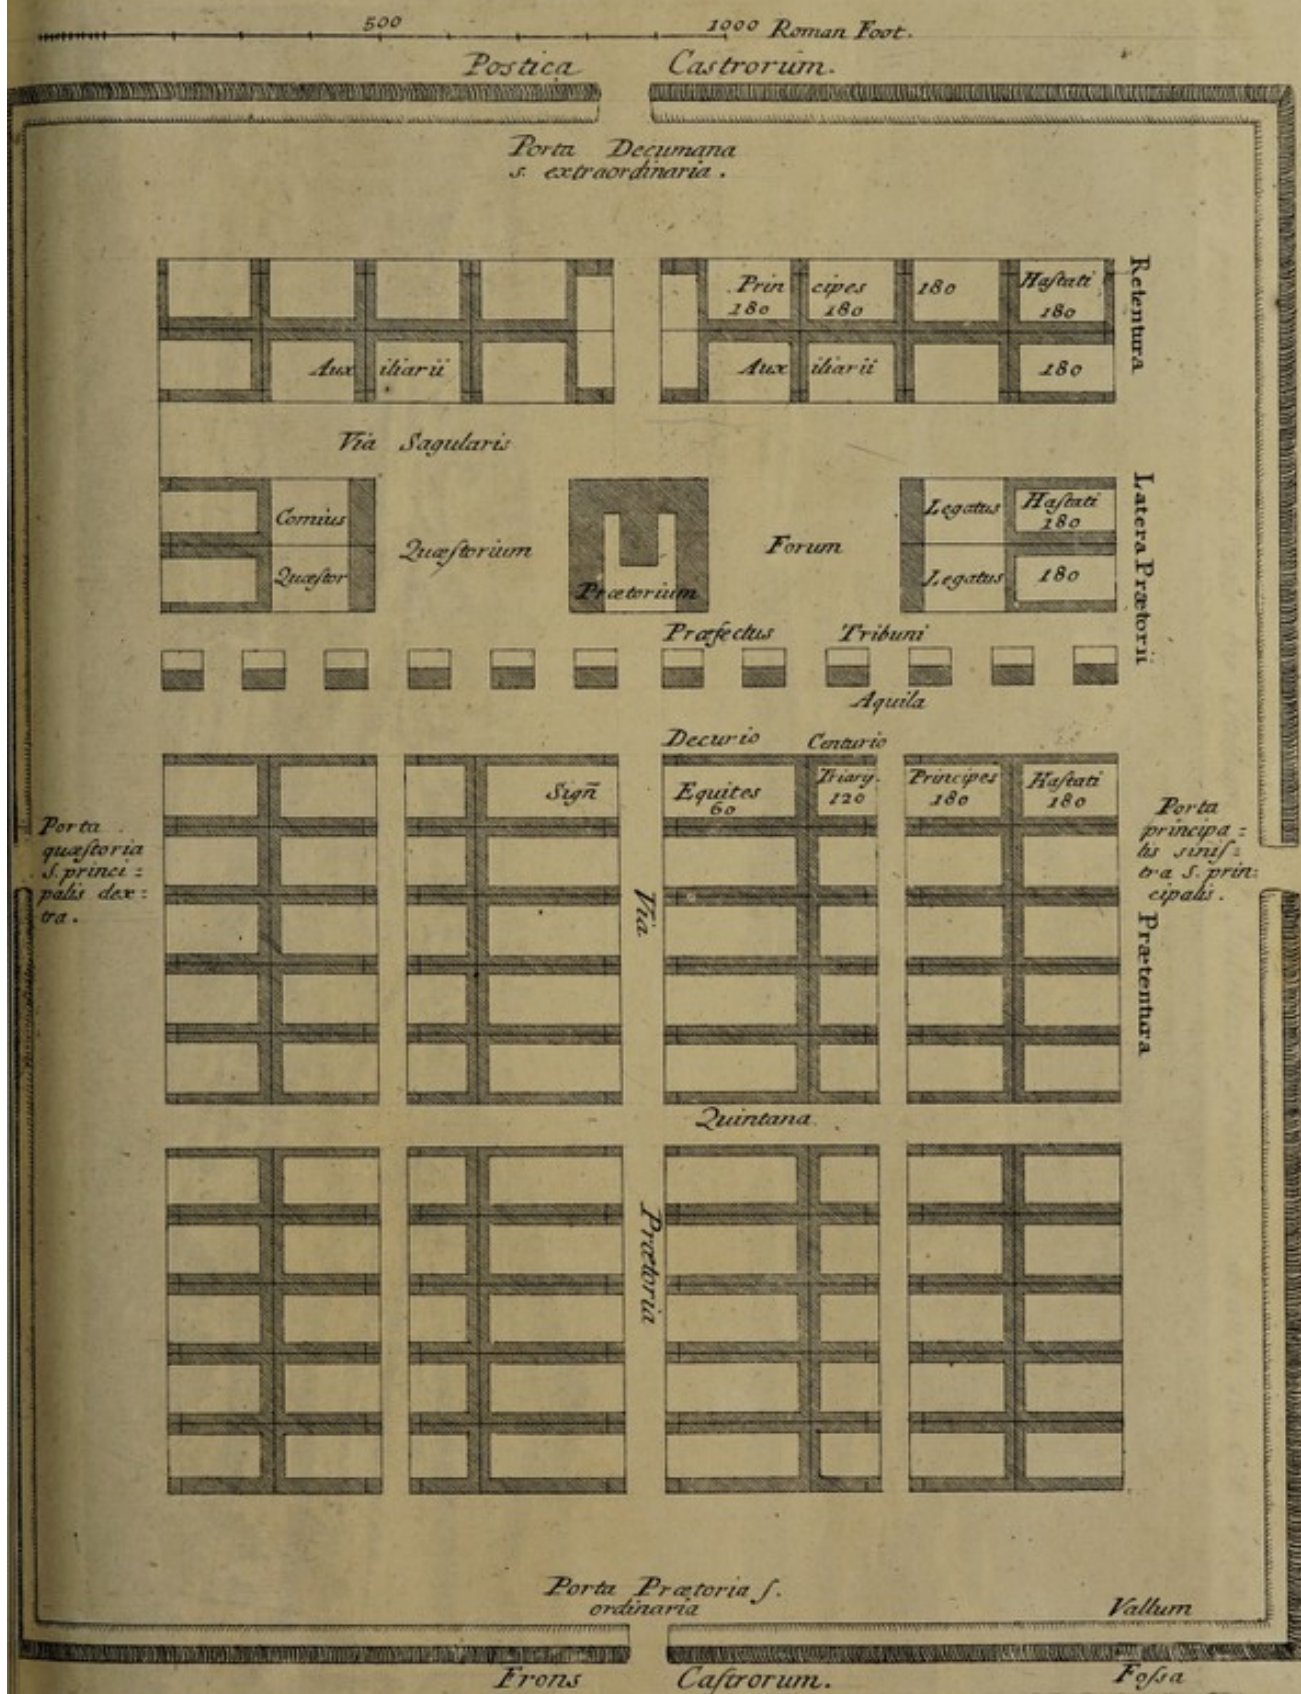 500 1000 Roman Foot.
Postica Castrorum.
Porta Decumana
s. extraordinaria.
Retentura
Prin cipes 180 Haſtati
180 180 180
Aux iliarii Aux iliarii 180
Via Sagularis
Latera Prætorii
Comius Quæſtorium Forum Legatus Haſtati
180
Quæſtor Prætorium Legatus 180
Præfectus Tribuni
Aquila
Decurio Centurio
Sign̄ Equites Triarij. Principes Haſtati
60 120 180 180
Porta
quæſtoria
S. princi:
palis dex:
tra.
Porta
principa:
lis siniſ:
tra S. prin:
cipalis.
Via
Prætentura
Quintana.
Prætoria
Porta Prætoria ſ.
ordinaria
Vallum
Frons Caſtrorum. Foſsa